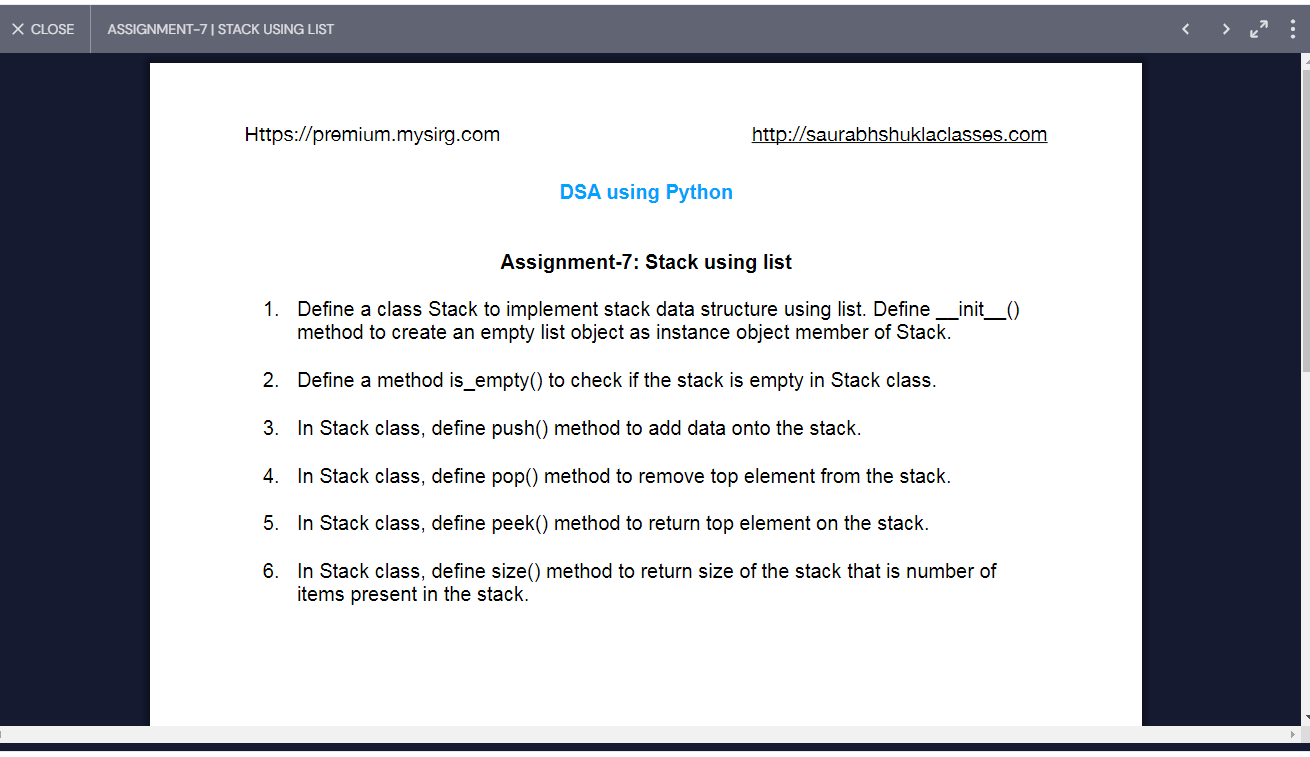 CLOSE
ASSIGNMENT-7 | STACK USING LIST
Https://premium.mysirg.com
http://saurabhshuklaclasses.com
DSA using Python
Assignment-7: Stack using list
1. Define a class Stack to implement stack data structure using list. Define __init__()
method to create an empty list object as instance object member of Stack.
2. Define a method is_empty() to check if the stack is empty in Stack class.
3. In Stack class, define push() method to add data onto the stack.
4. In Stack class, define pop() method to remove top element from the stack.
5. In Stack class, define peek() method to return top element on the stack.
6. In Stack class, define size() method to return size of the stack that is number of
items present in the stack.